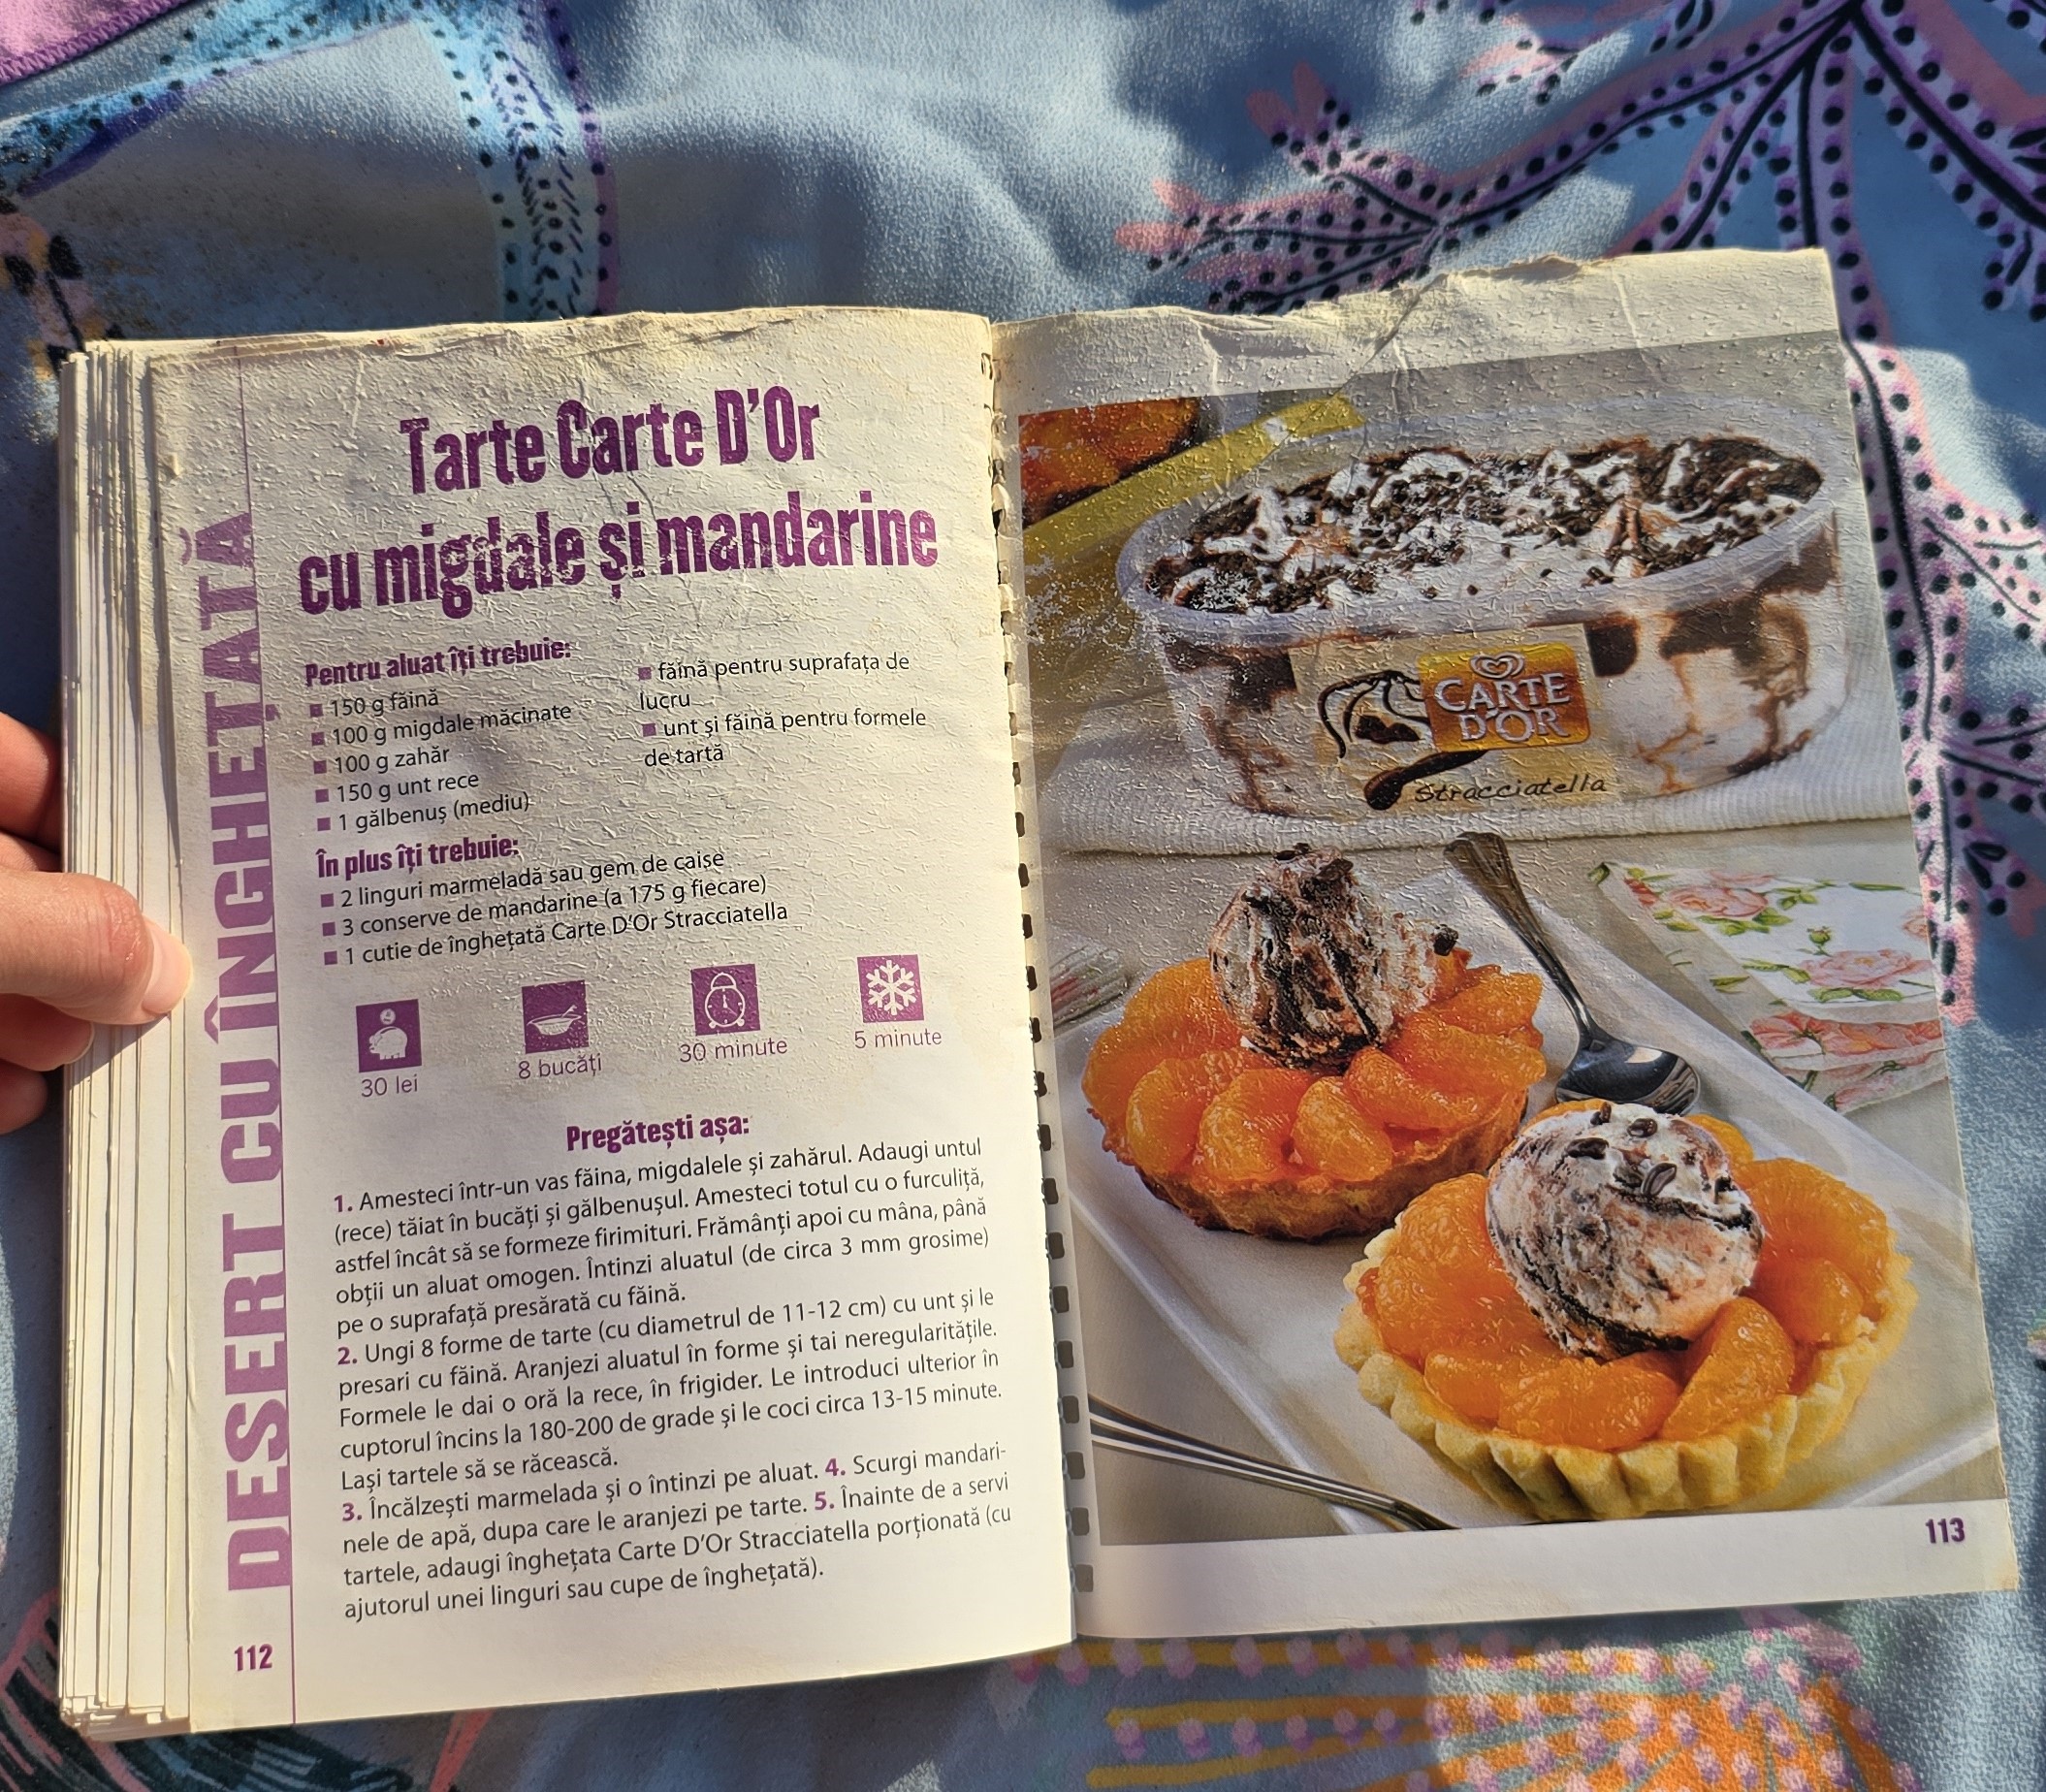 DESERT CU ÎNGHEȚATĂ
Tarte Carte D'Or
cu migdale și mandarine
Pentru aluat îți trebuie:
■ 150 g făină
■ 100 g migdale măcinate
■ 100 g zahăr
■ 150 g unt rece
■ 1 gălbenuș (mediu)
■ făină pentru suprafața de
lucru
■ unt și făină pentru formele
de tartă
În plus îți trebuie:
■ 2 linguri marmeladă sau gem de caise
■ 3 conserve de mandarine (a 175 g fiecare)
■ 1 cutie de înghețată Carte D'Or Stracciatella
30 lei
8 bucăți
30 minute
5 minute
Pregătești așa:
1. Amesteci într-un vas făina, migdalele și zahărul. Adaugi untul
(rece) tăiat în bucăți și gălbenușul. Amesteci totul cu o furculiță,
astfel încât să se formeze firimituri. Frămânți apoi cu mâna, până
obții un aluat omogen. Întinzi aluatul (de circa 3 mm grosime)
pe o suprafață presărată cu făină.
2. Ungi 8 forme de tarte (cu diametrul de 11-12 cm) cu unt și le
presari cu făină. Aranjezi aluatul în forme și tai neregularitățile.
Formele le dai o oră la rece, în frigider. Le introduci ulterior în
cuptorul încins la 180-200 de grade și le coci circa 13-15 minute.
Lași tartele să se răcească.
3. Încălzești marmelada și o întinzi pe aluat. 4. Scurgi mandari-
nele de apă, dupa care le aranjezi pe tarte. 5. Înainte de a servi
tartele, adaugi înghețata Carte D'Or Stracciatella porționată (cu
ajutorul unei linguri sau cupe de înghețată).
112
CARTE
D'OR
Stracciatella
113